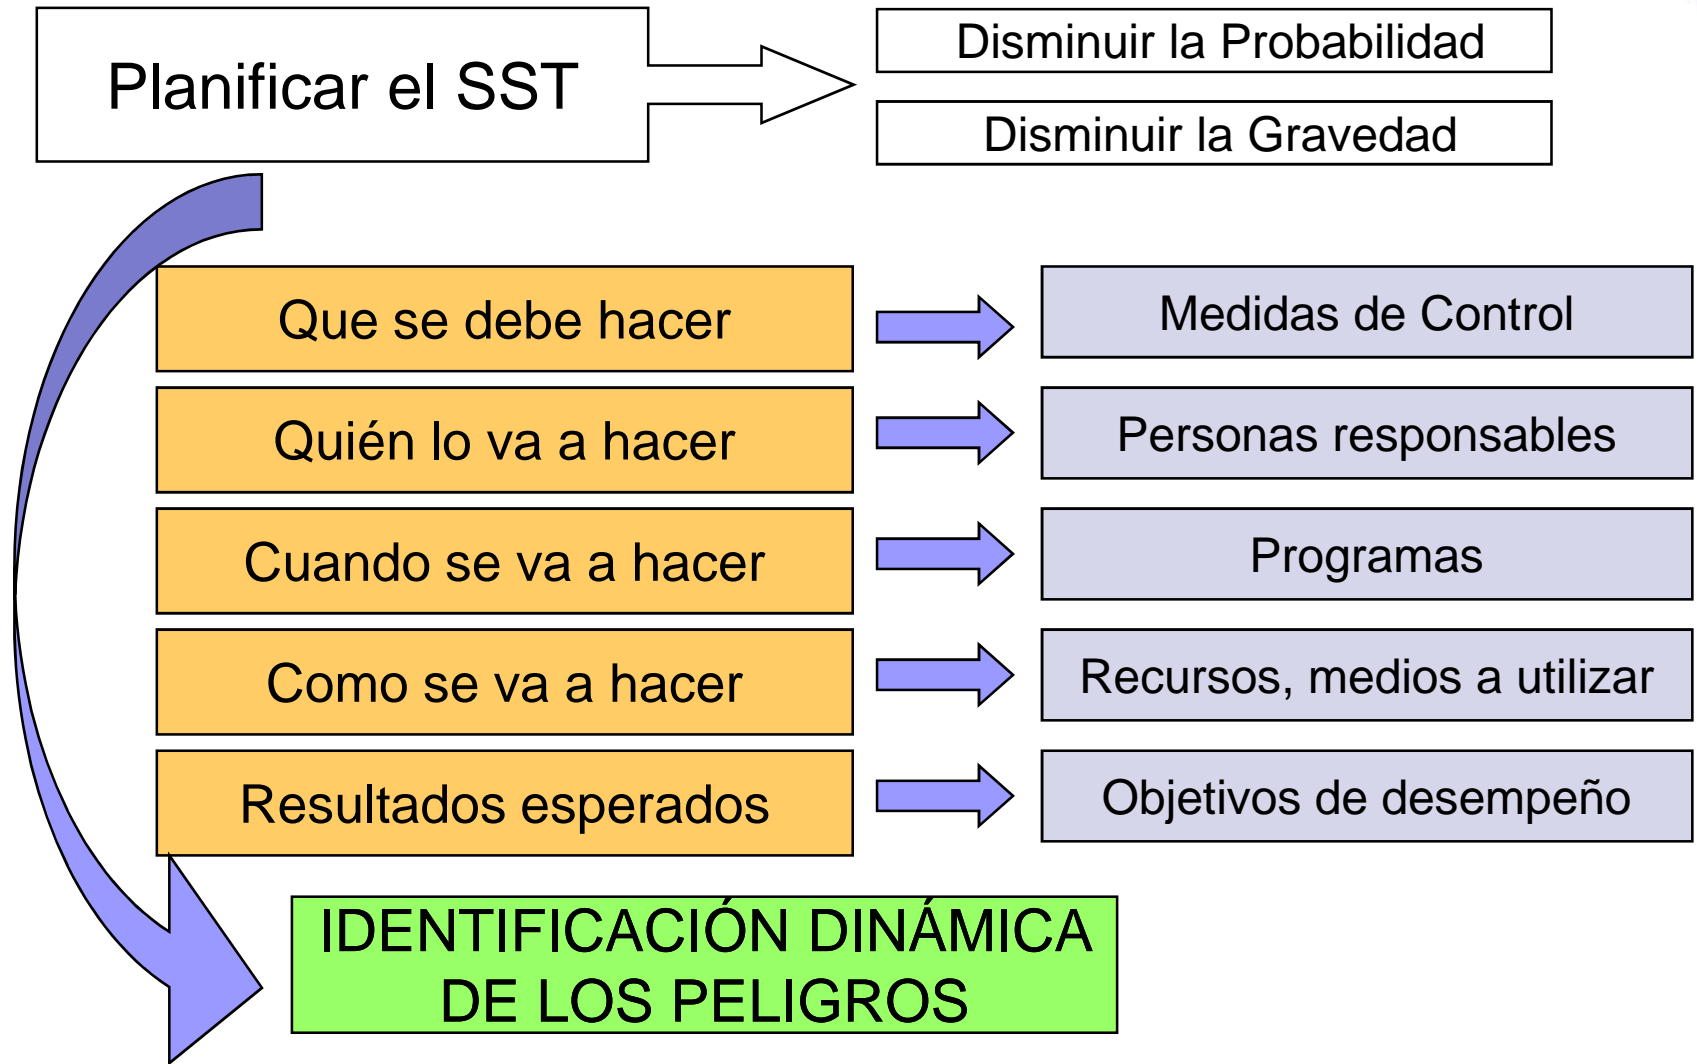 Planificar el SST
Disminuir la Probabilidad
Disminuir la Gravedad
Que se debe hacer
Medidas de Control
Quién lo va a hacer
Personas responsables
Cuando se va a hacer
Programas
Como se va a hacer
Recursos, medios a utilizar
Resultados esperados
Objetivos de desempeño
IDENTIFICACIÓN DINÁMICA
DE LOS PELIGROS